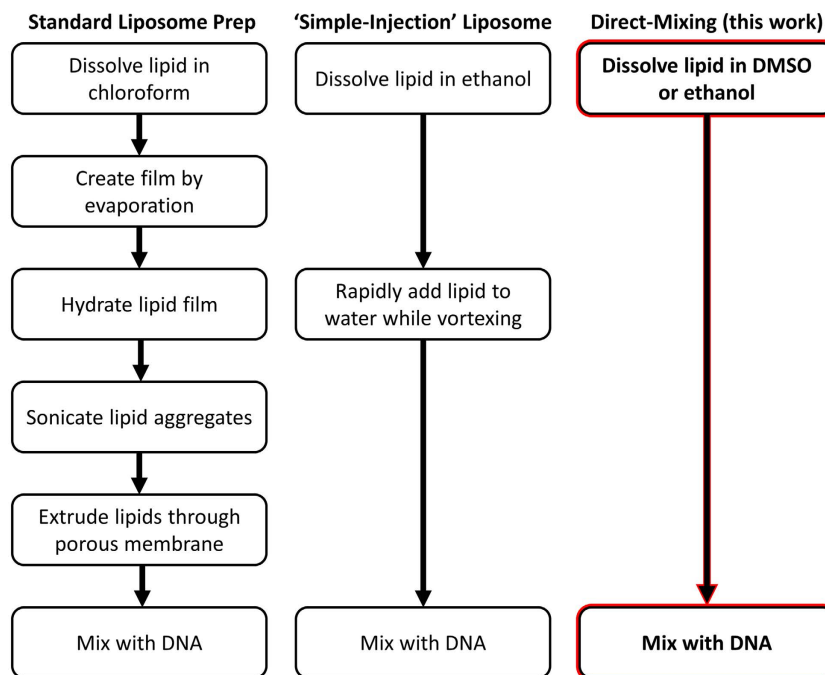 Standard Liposome Prep
Dissolve lipid in
chloroform
Create film by
evaporation
Hydrate lipid film
Sonicate lipid aggregates
Extrude lipids through
porous membrane
Mix with DNA
‘Simple-Injection’ Liposome
Dissolve lipid in ethanol
Rapidly add lipid to
water while vortexing
Mix with DNA
Direct-Mixing (this work)
Dissolve lipid in DMSO
or ethanol
Mix with DNA